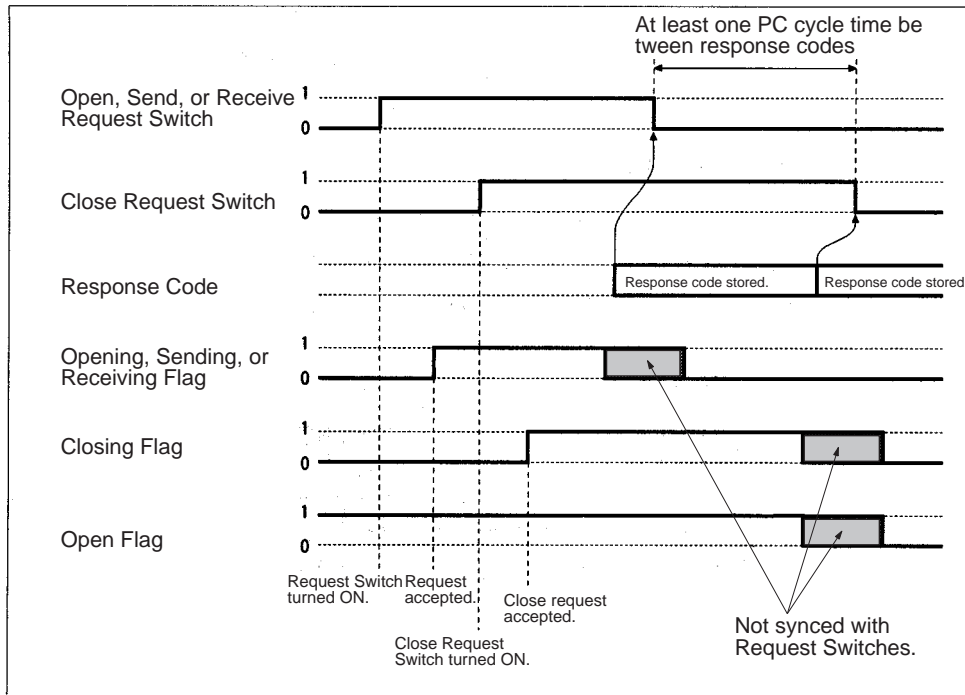 At least one PC cycle time be
tween response codes
Open, Send, or Receive
Request Switch
1
0
Close Request Switch
1
0
Response Code
Response code stored.
Response code stored
Opening, Sending, or
Receiving Flag
1
0
Closing Flag
1
0
Open Flag
1
0
Request Switch
turned ON.
Request
accepted.
Close Request
Switch turned ON.
Close request
accepted.
Not synced with
Request Switches.